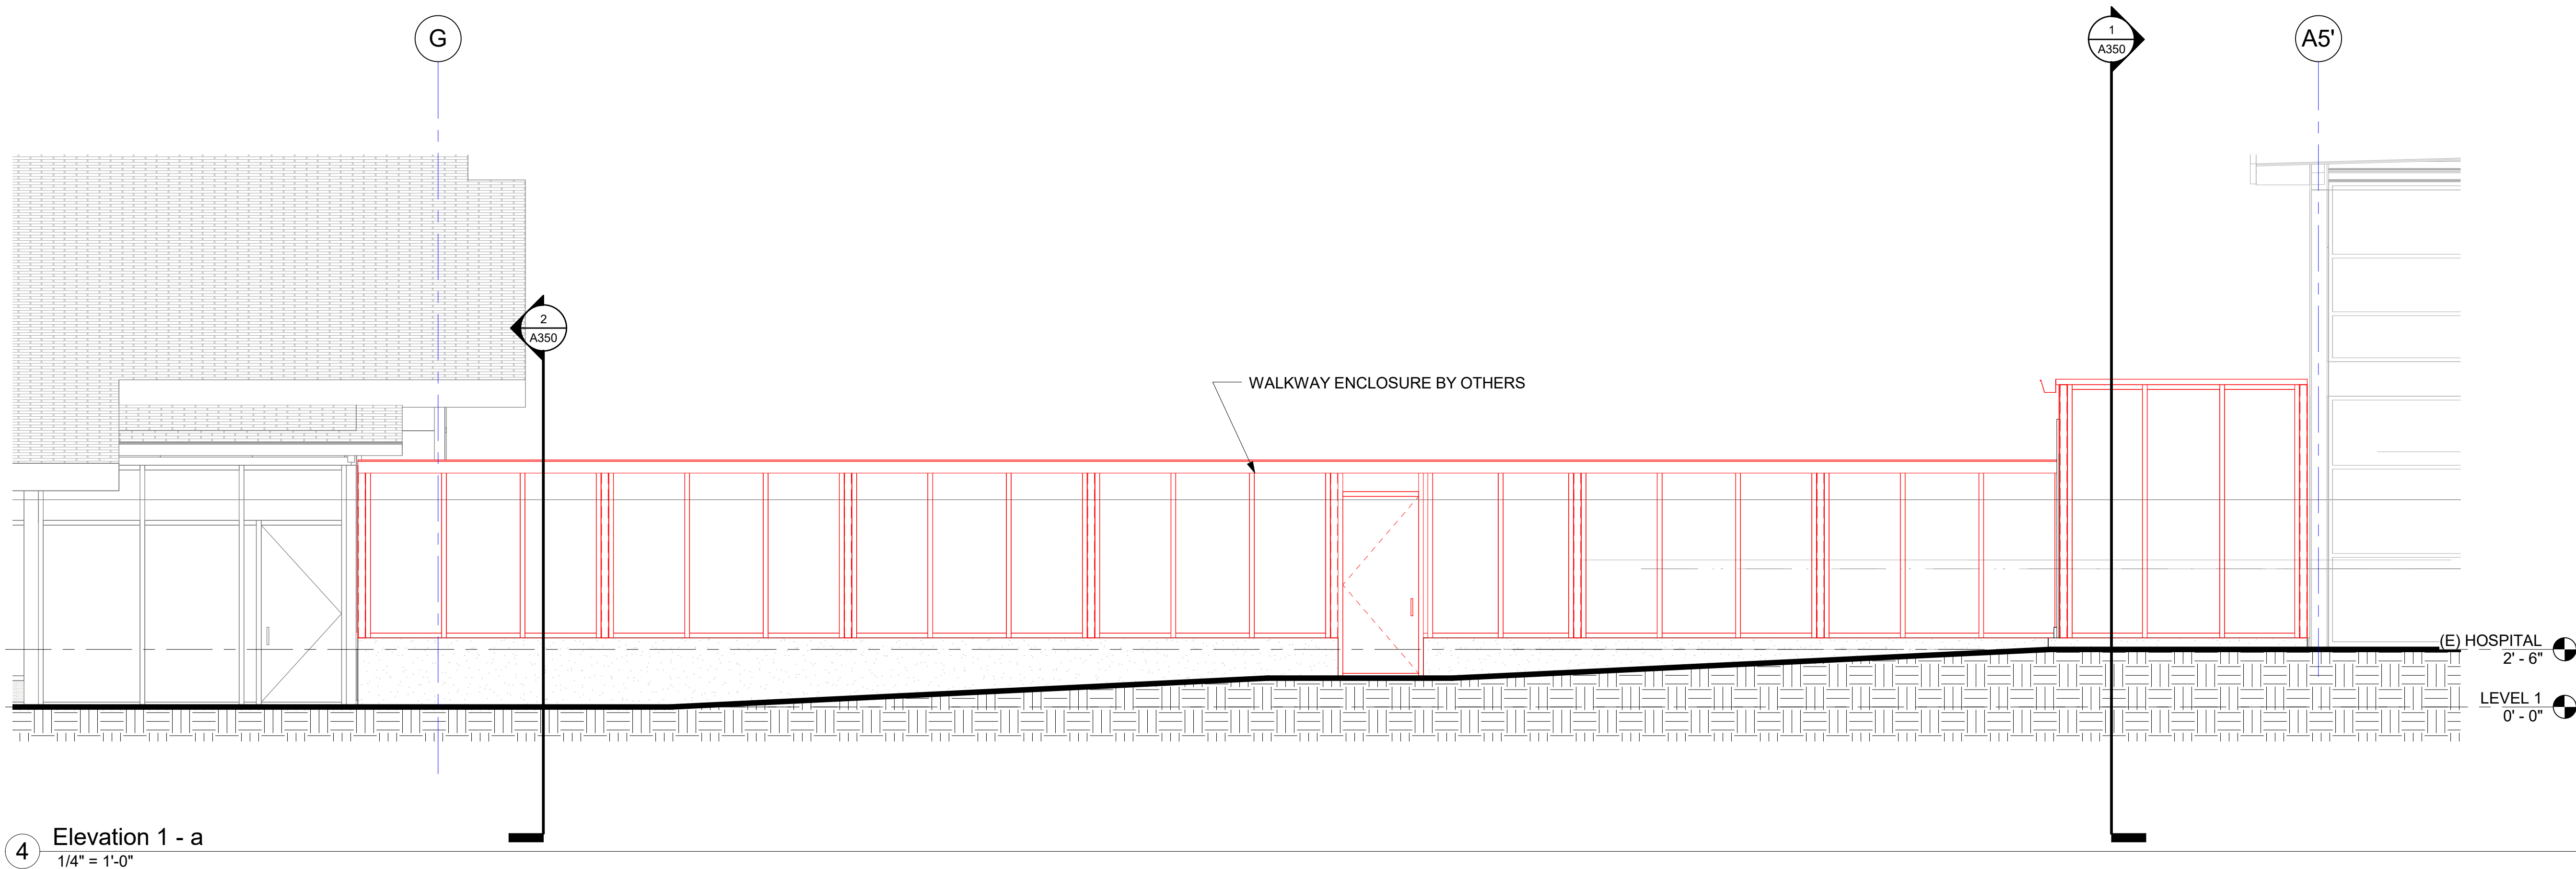 G
1
A350
A5'
2
A350
WALKWAY ENCLOSURE BY OTHERS
(E) HOSPITAL
2' - 6"
LEVEL 1
0' - 0"
4
Elevation 1 - a
1/4" = 1'-0"